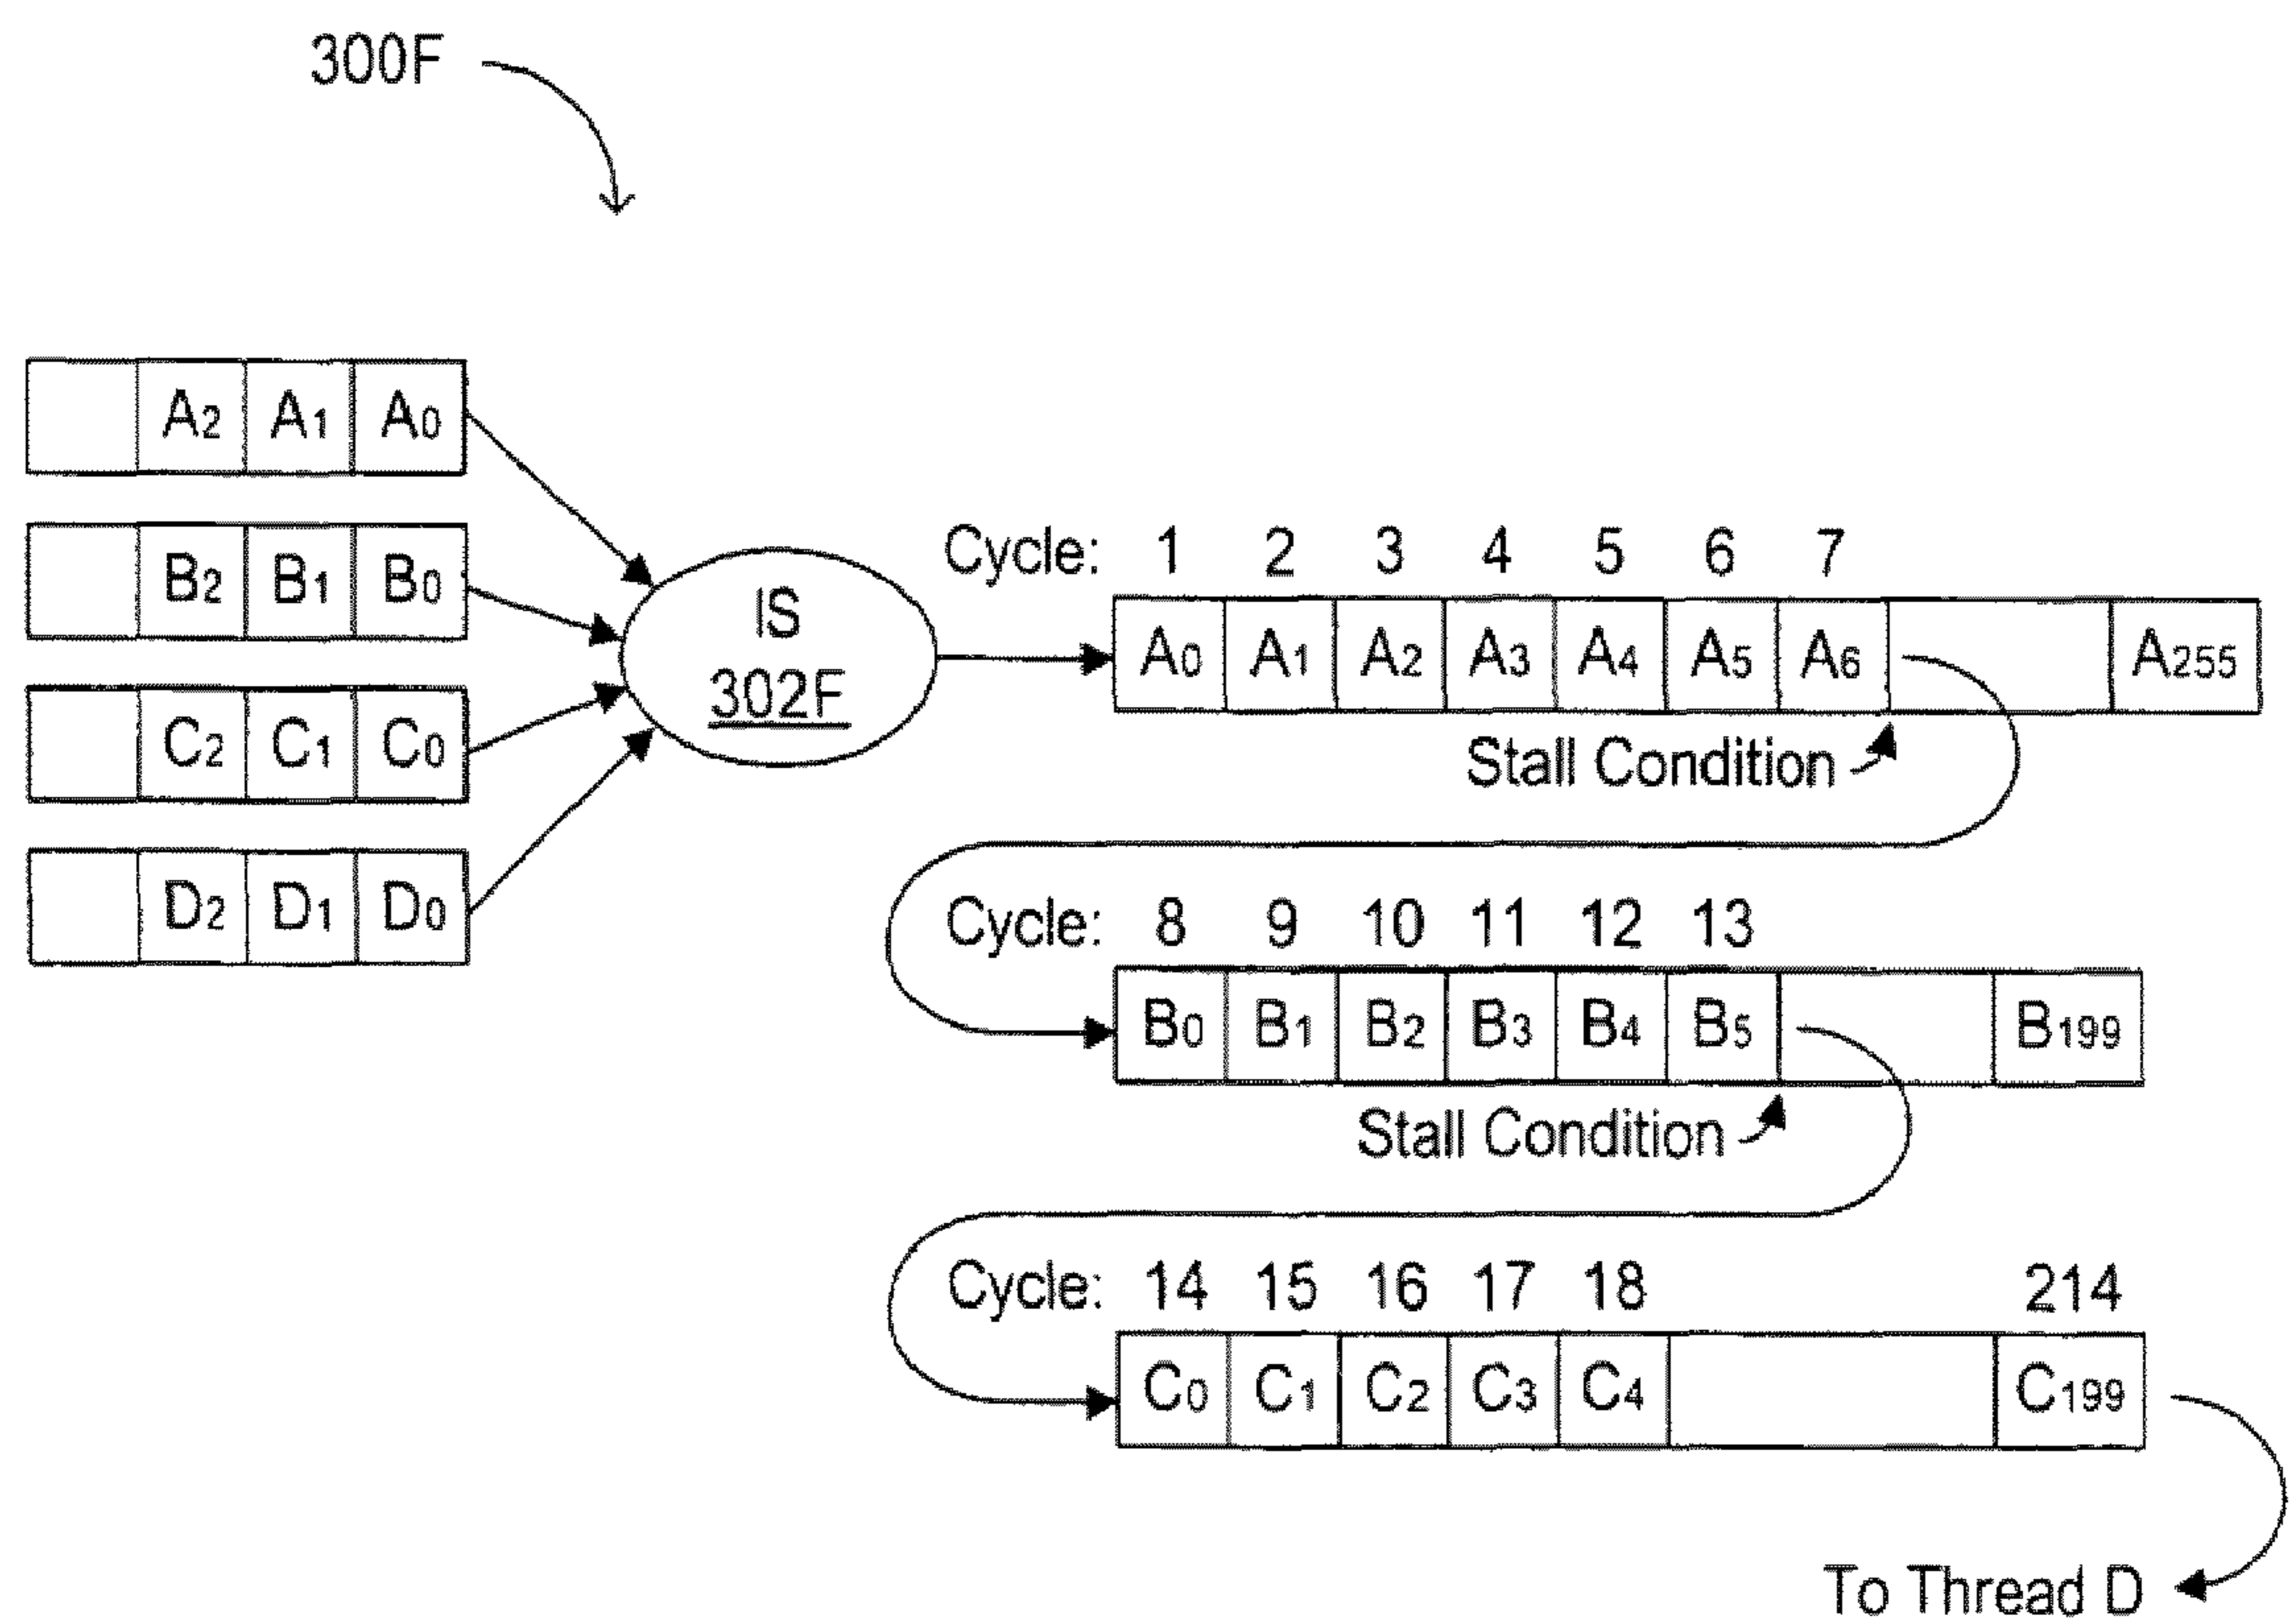 300F
A2 A1 A0
B2 B1 B0
C2 C1 C0
D2 D1 D0
IS
302F
Cycle: 1 2 3 4 5 6 7
A0 A1 A2 A3 A4 A5 A6 A255
Stall Condition
Cycle: 8 9 10 11 12 13
B0 B1 B2 B3 B4 B5 B199
Stall Condition
Cycle: 14 15 16 17 18 214
C0 C1 C2 C3 C4 C199
To Thread D